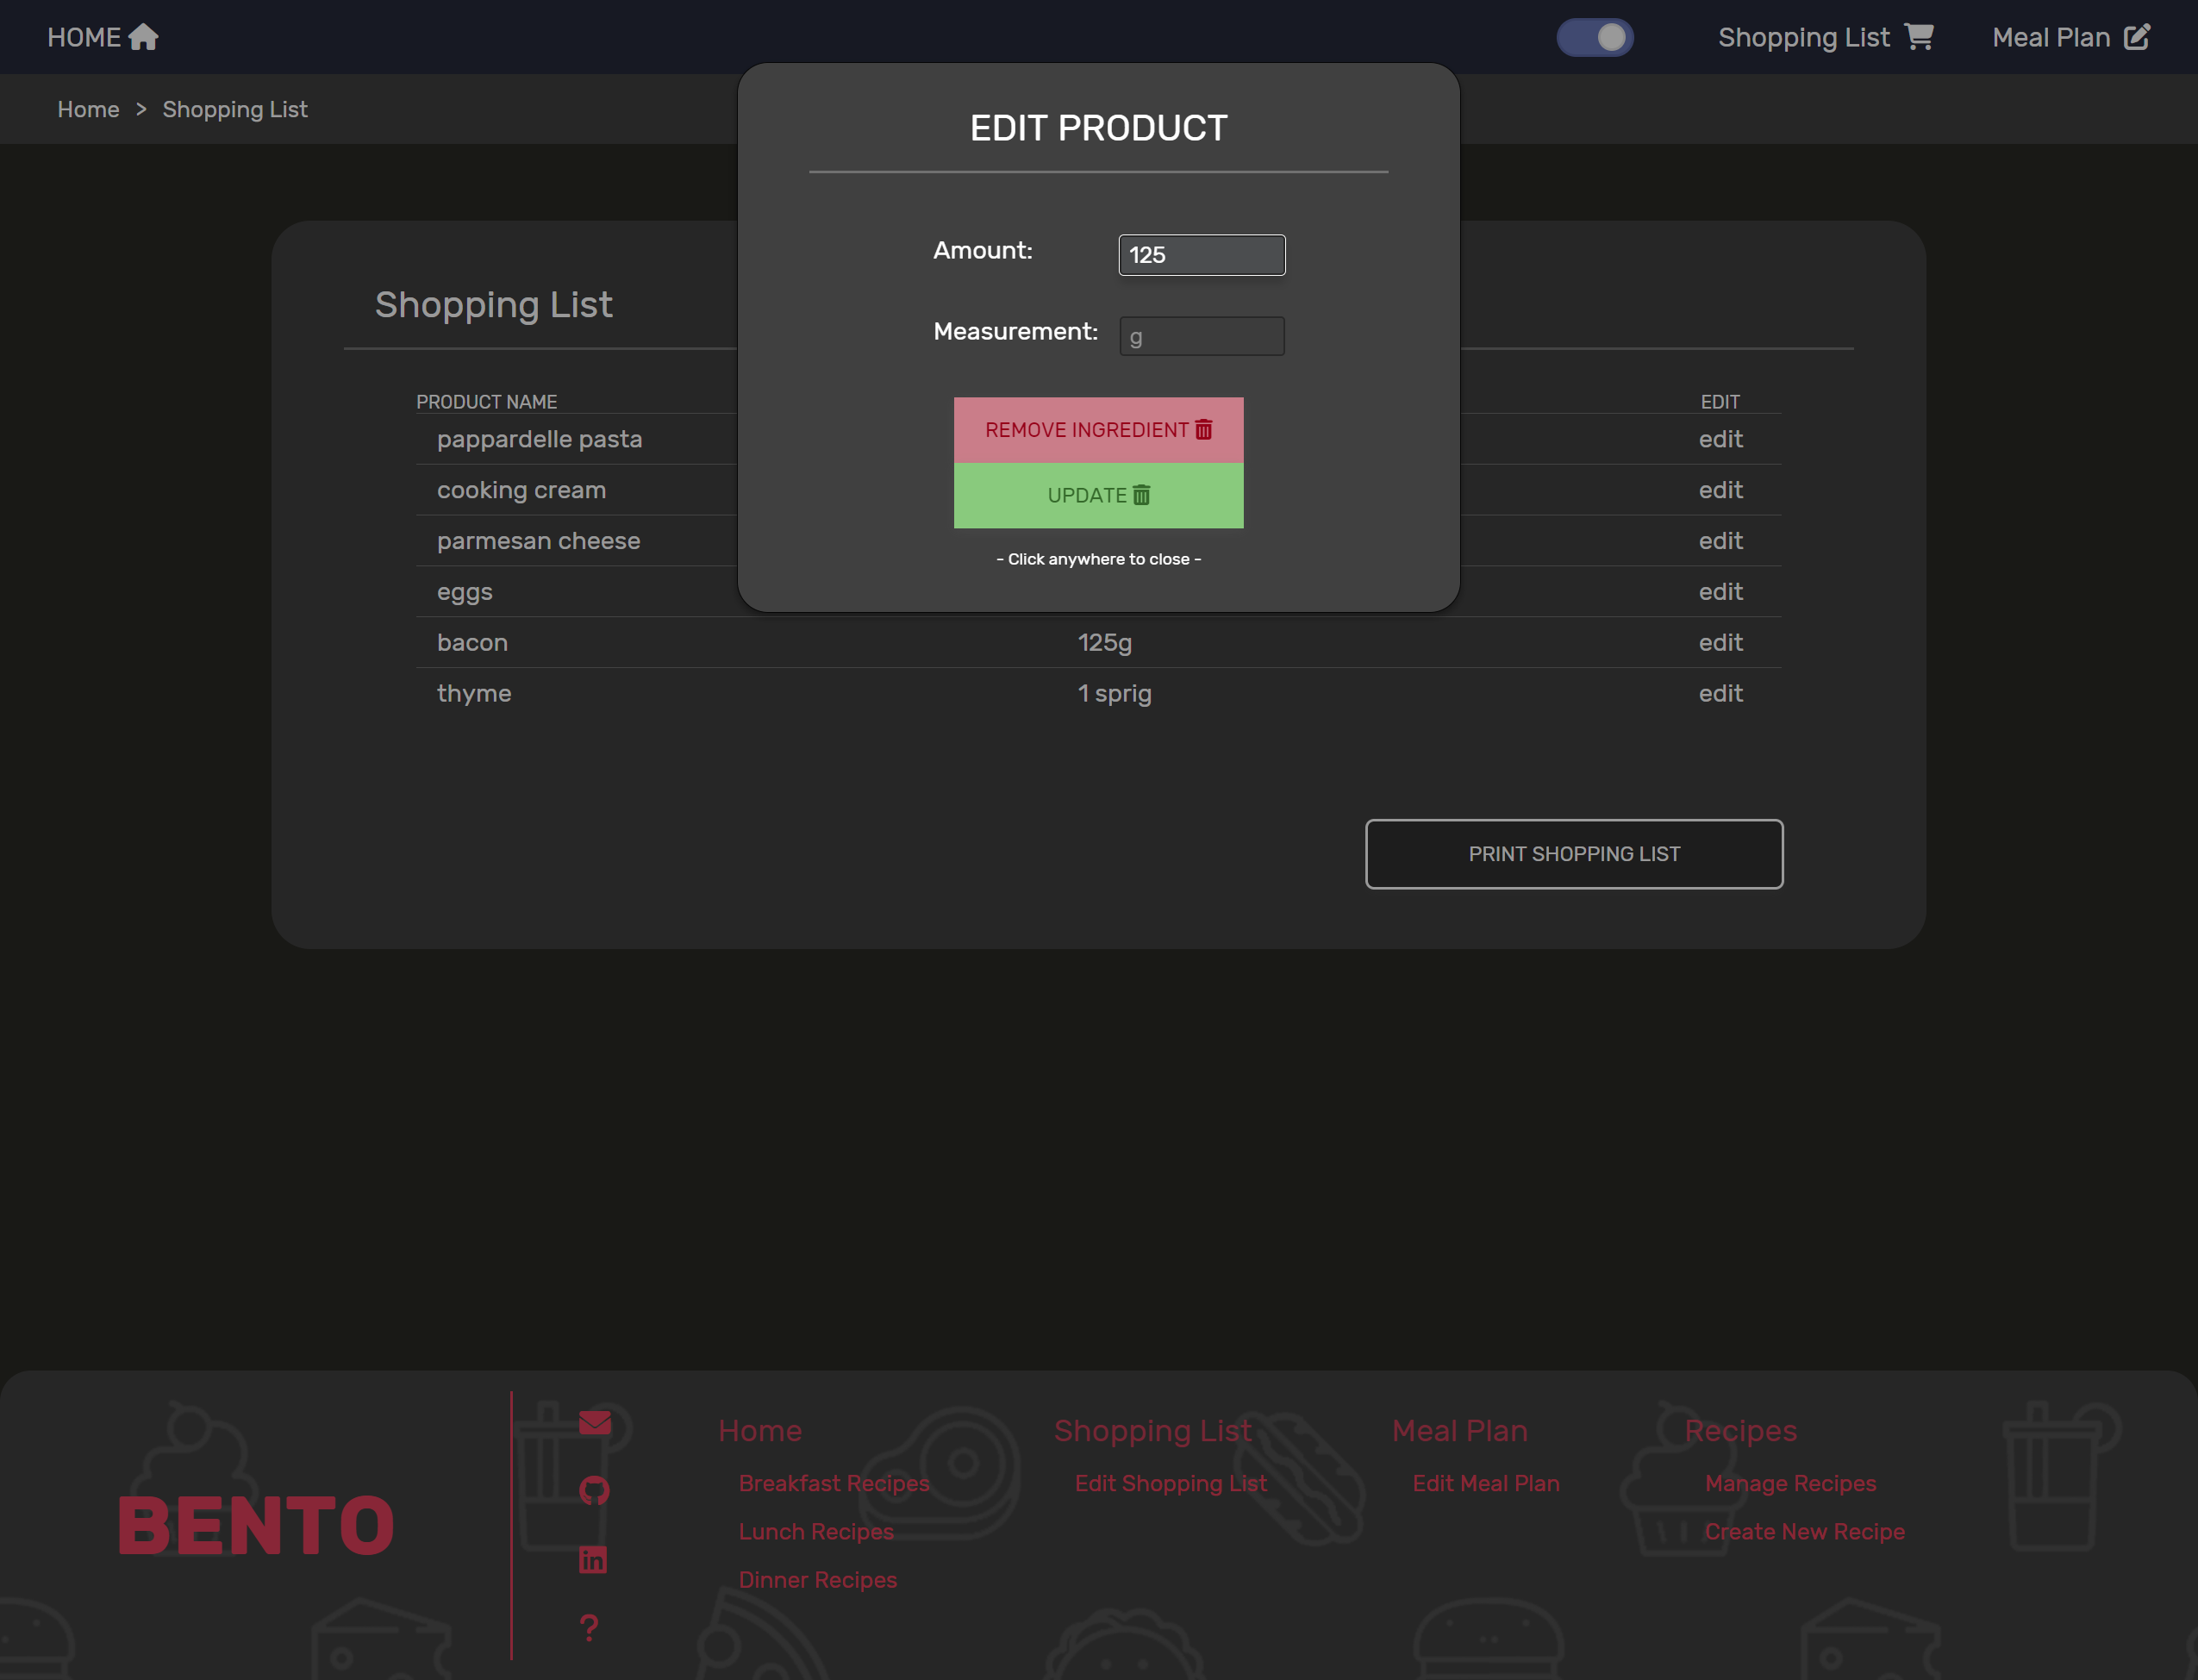 HOME
Shopping List
Meal Plan
Home > Shopping List
EDIT PRODUCT
Amount: 125
Measurement: g
REMOVE INGREDIENT
UPDATE
- Click anywhere to close -
Shopping List
PRODUCT NAME EDIT
pappardelle pasta edit
cooking cream edit
parmesan cheese edit
eggs edit
bacon 125g edit
thyme 1 sprig edit
PRINT SHOPPING LIST
BENTO
in
?
Home
Breakfast Recipes
Lunch Recipes
Dinner Recipes
Shopping List
Edit Shopping List
Meal Plan
Edit Meal Plan
Recipes
Manage Recipes
Create New Recipe